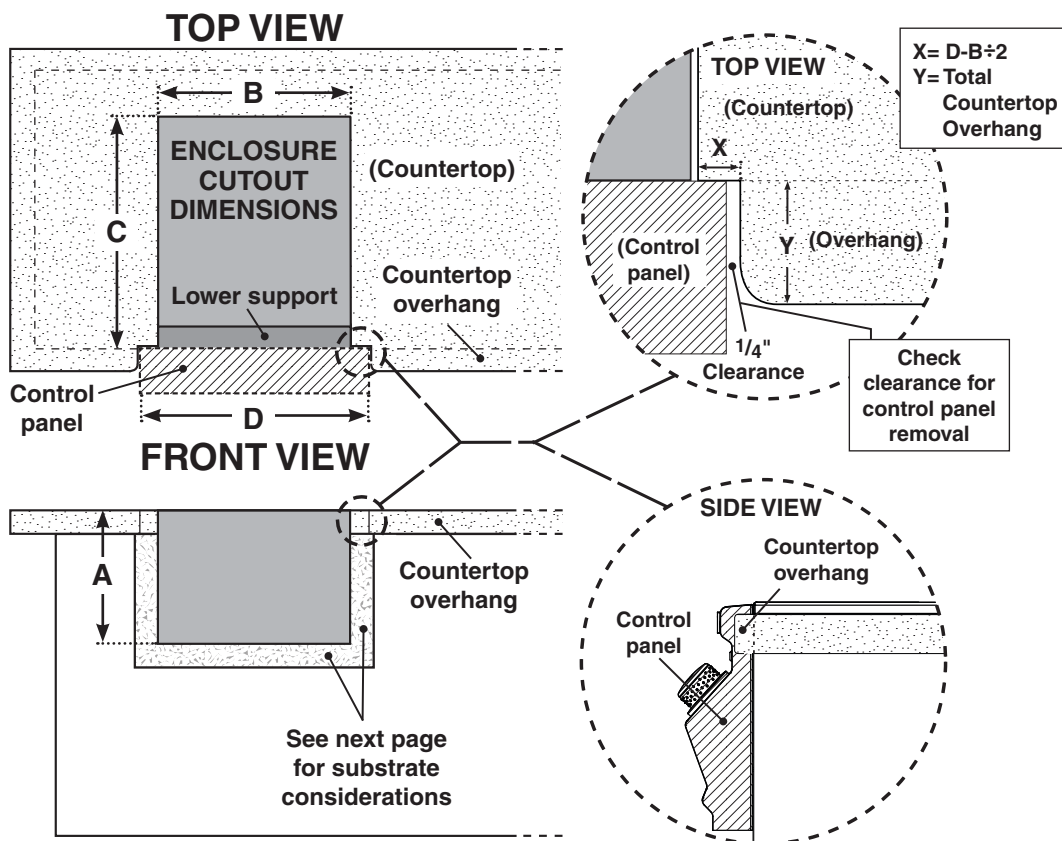 TOP VIEW
B
ENCLOSURE
CUTOUT
DIMENSIONS
C
(Countertop)
Lower support
Countertop
overhang
Control
panel
D
TOP VIEW
(Countertop)
X
(Control
panel)
Y
(Overhang)
1/4"
Clearance
X= D-B÷2
Y= Total
Countertop
Overhang
Check
clearance for
control panel
removal
FRONT VIEW
A
Countertop
overhang
See next page
for substrate
considerations
SIDE VIEW
Countertop
overhang
Control
panel